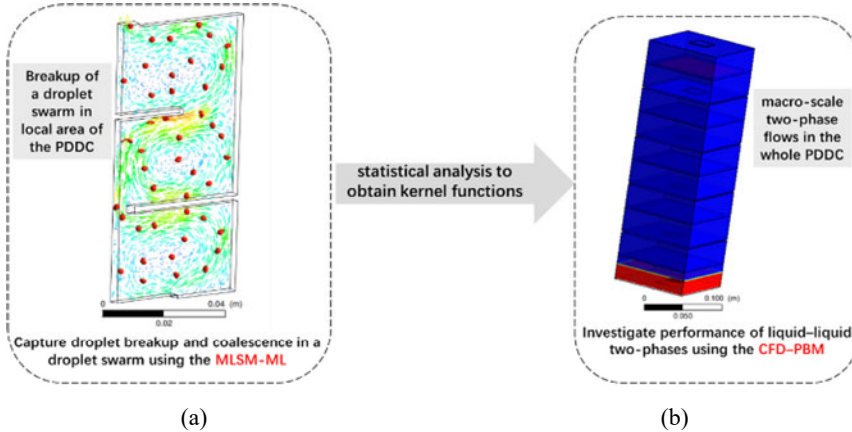 Breakup of
a droplet
swarm in
local area of
the PDDC
0
0.04 (m)
0.02
Capture droplet breakup and coalescence in a
droplet swarm using the MLSM-ML
(a)
statistical analysis to
obtain kernel functions
macro-scale
two-phase
flows in the
whole PDDC
0
0.100 (m)
0.050
Investigate performance of liquid–liquid
two-phases using the CFD–PBM
(b)